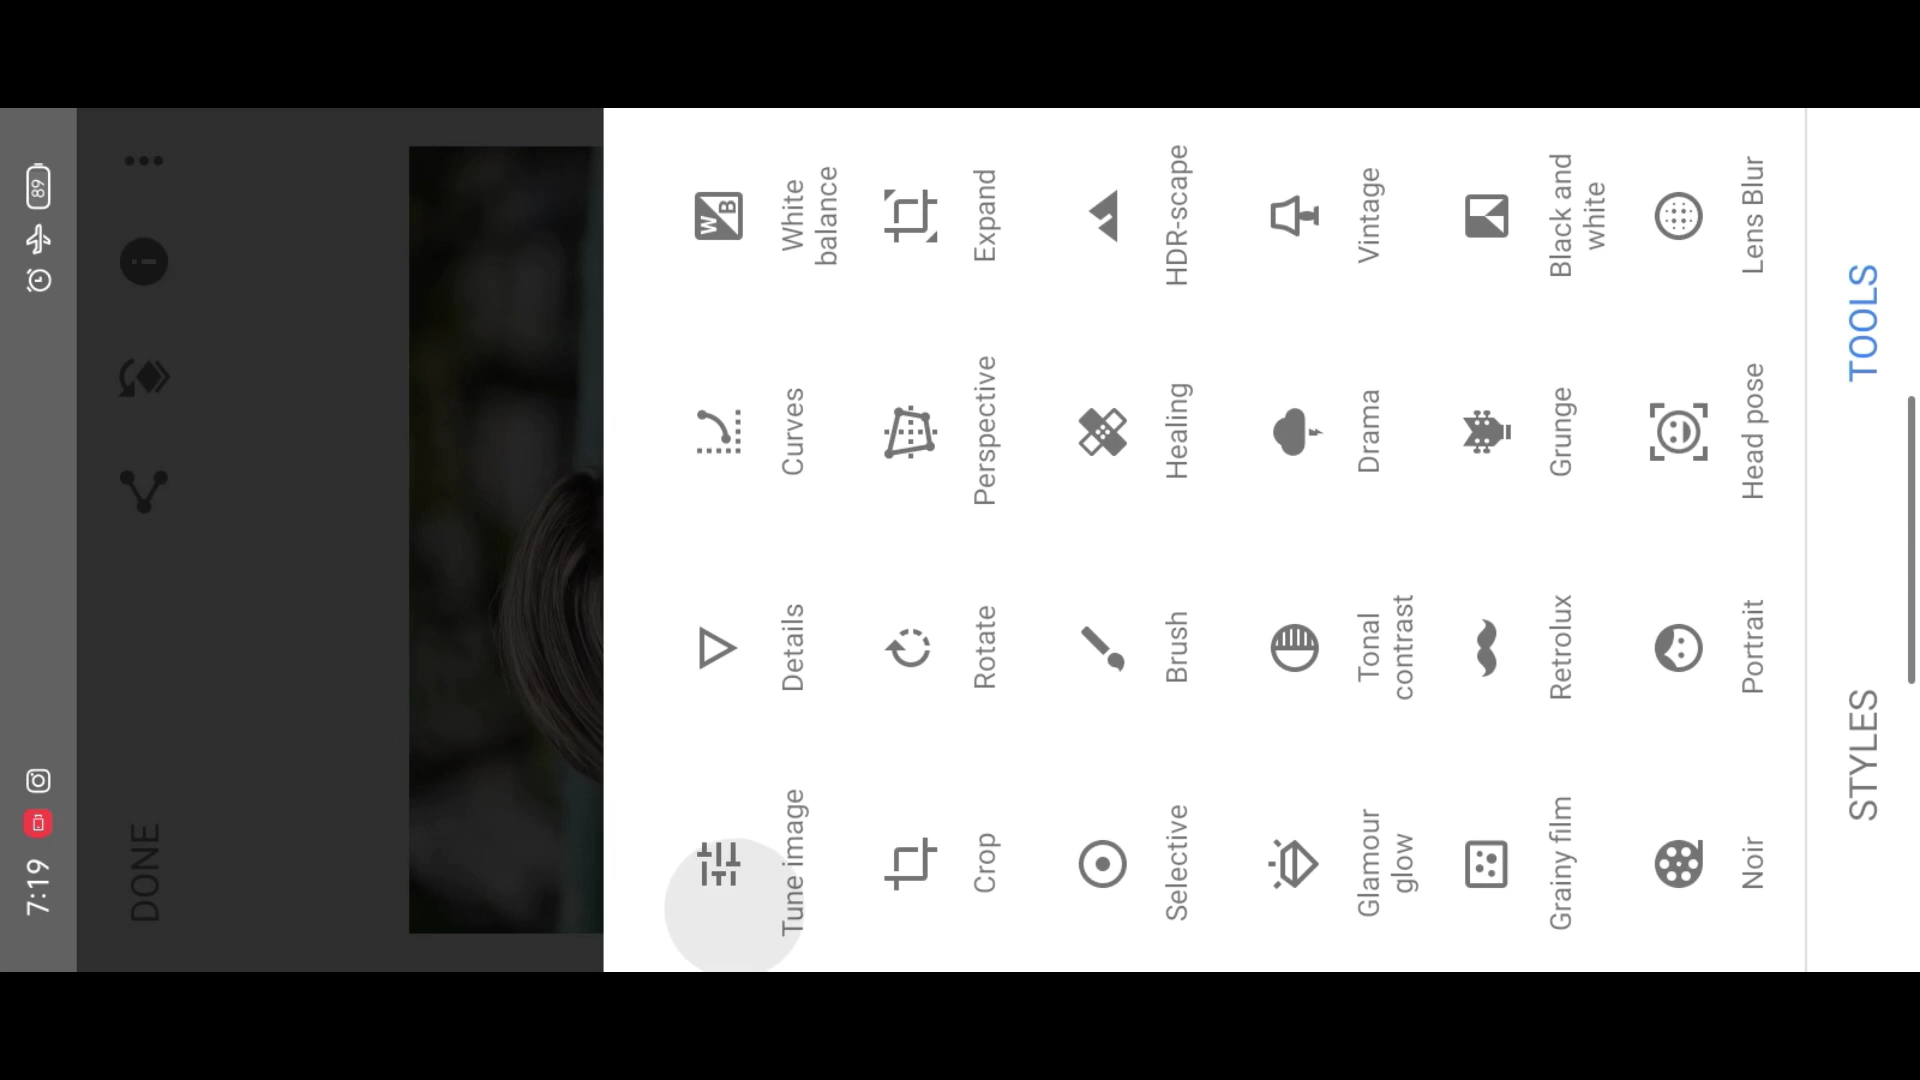 7:19 89
DONE
Tune image
Details
Curves
White
balance
Crop
Rotate
Perspective
Expand
Selective
Brush
Healing
HDR-scape
Glamour
glow
Tonal
contrast
Drama
Vintage
Grainy film
Retrolux
Grunge
Black and
white
Noir
Portrait
Head pose
Lens Blur
STYLES
TOOLS